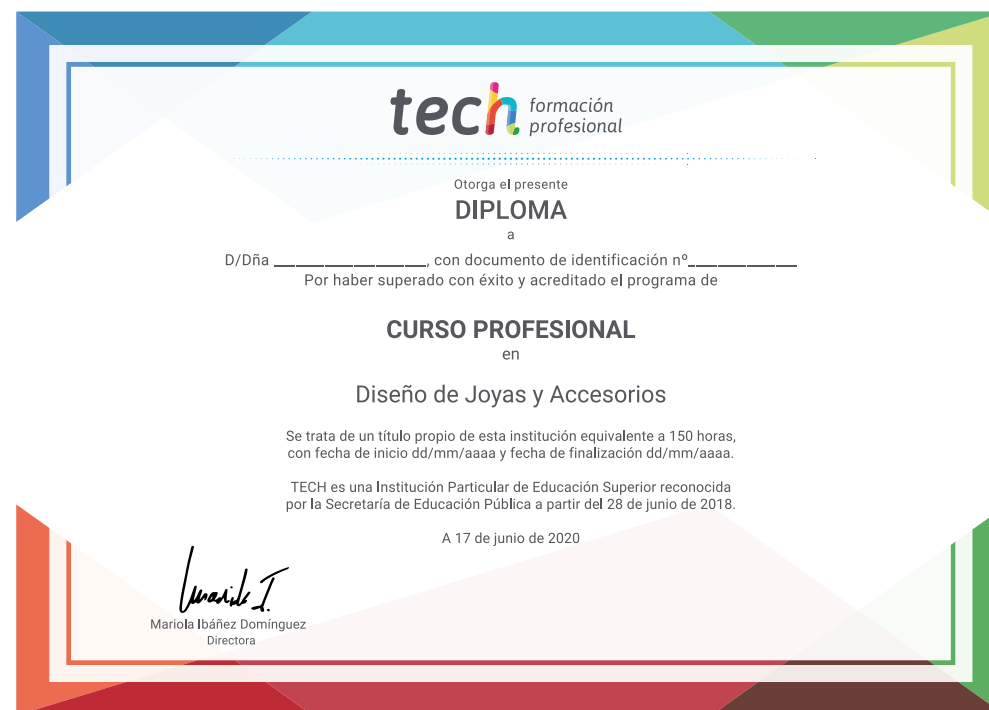 tech formación
profesional
Otorga el presente
DIPLOMA
a
D/Dña ____________________, con documento de identificación nº______________
Por haber superado con éxito y acreditado el programa de
CURSO PROFESIONAL
en
Diseño de Joyas y Accesorios
Se trata de un título propio de esta institución equivalente a 150 horas,
con fecha de inicio dd/mm/aaaa y fecha de finalización dd/mm/aaaa.
TECH es una Institución Particular de Educación Superior reconocida
por la Secretaría de Educación Pública a partir del 28 de junio de 2018.
A 17 de junio de 2020
Mariola Ibáñez Domínguez
Directora